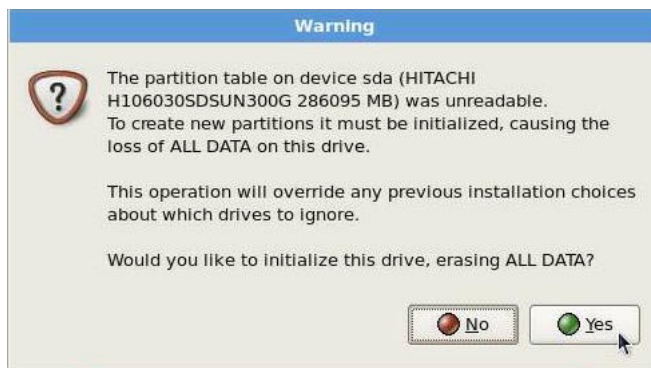 Warning
The partition table on device sda (HITACHI
H106030SDSUN300G 286095 MB) was unreadable.
To create new partitions it must be initialized, causing the
loss of ALL DATA on this drive.
This operation will override any previous installation choices
about which drives to ignore.
Would you like to initialize this drive, erasing ALL DATA?
No
Yes